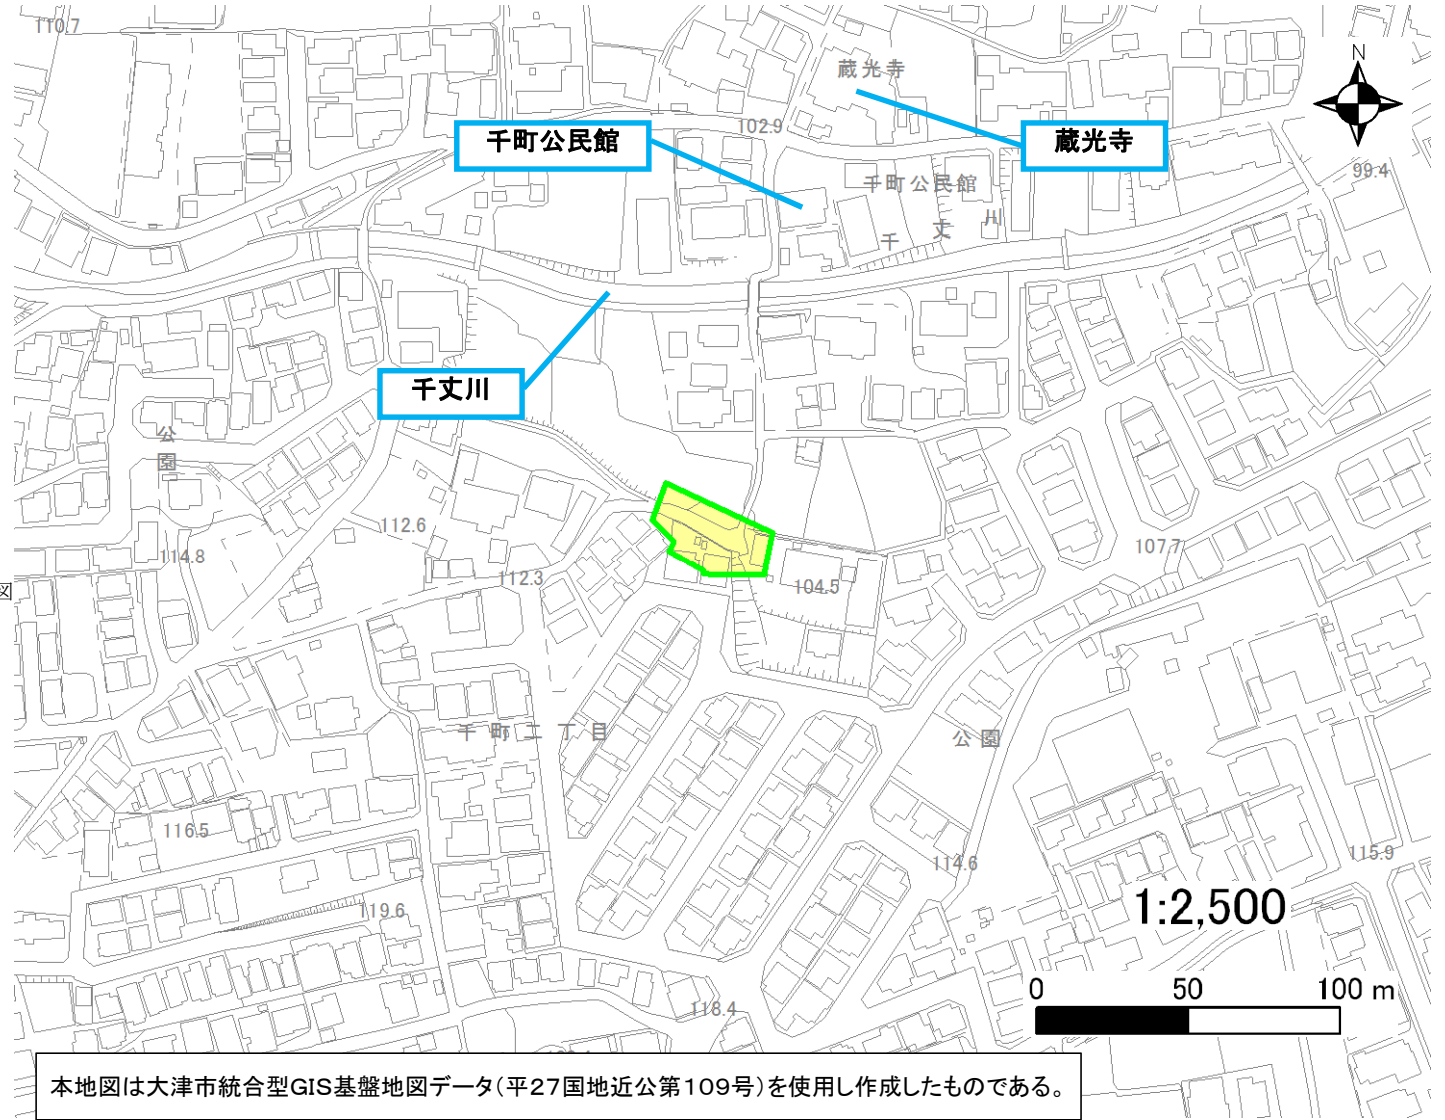 110.7
蔵光寺
N
102.9
千町公民館
蔵光寺
99.4
千町公民館
千丈川
千丈川
公園
112.6
114.8
107.7
112.3
104.5
図
千町二丁目
公園
116.5
114.6
115.9
119.6
1:2,500
0 50 100 m
118.4
本地図は大津市統合型GIS基盤地図データ(平27国地近公第109号)を使用し作成したものである。